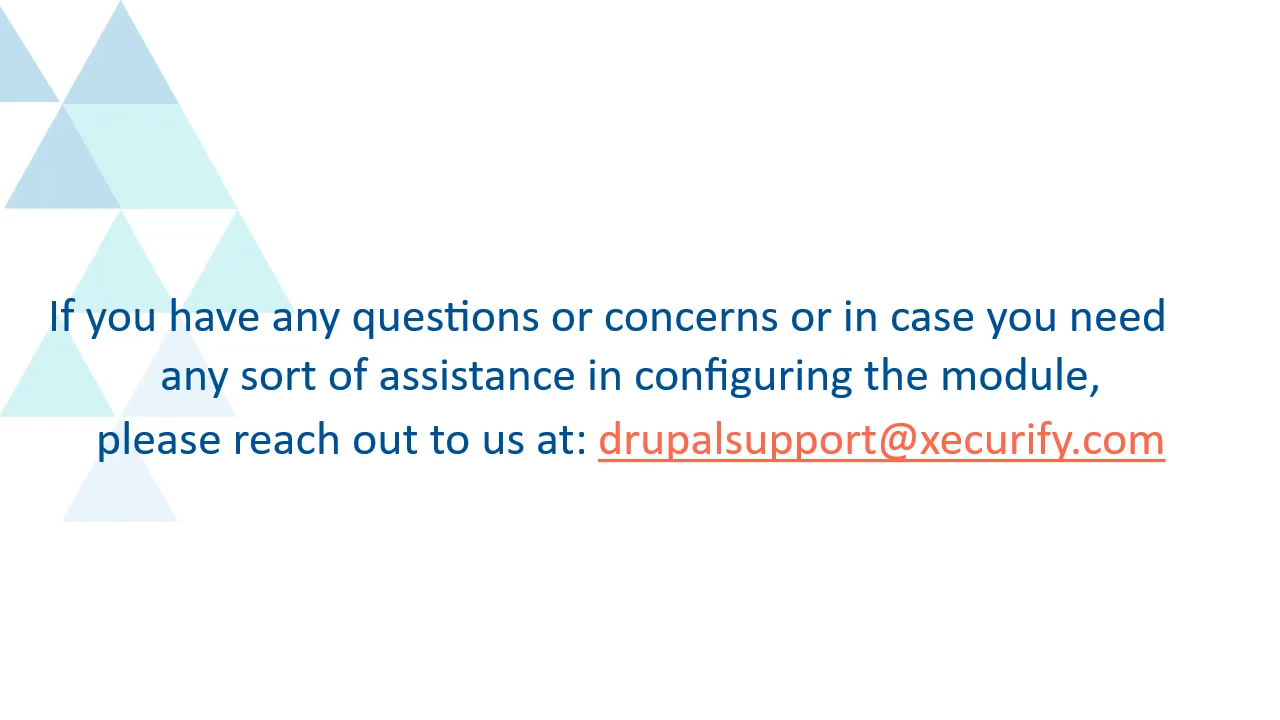 If you have any questions or concerns or in case you need
any sort of assistance in configuring the module,
please reach out to us at: drupalsupport@xecurify.com